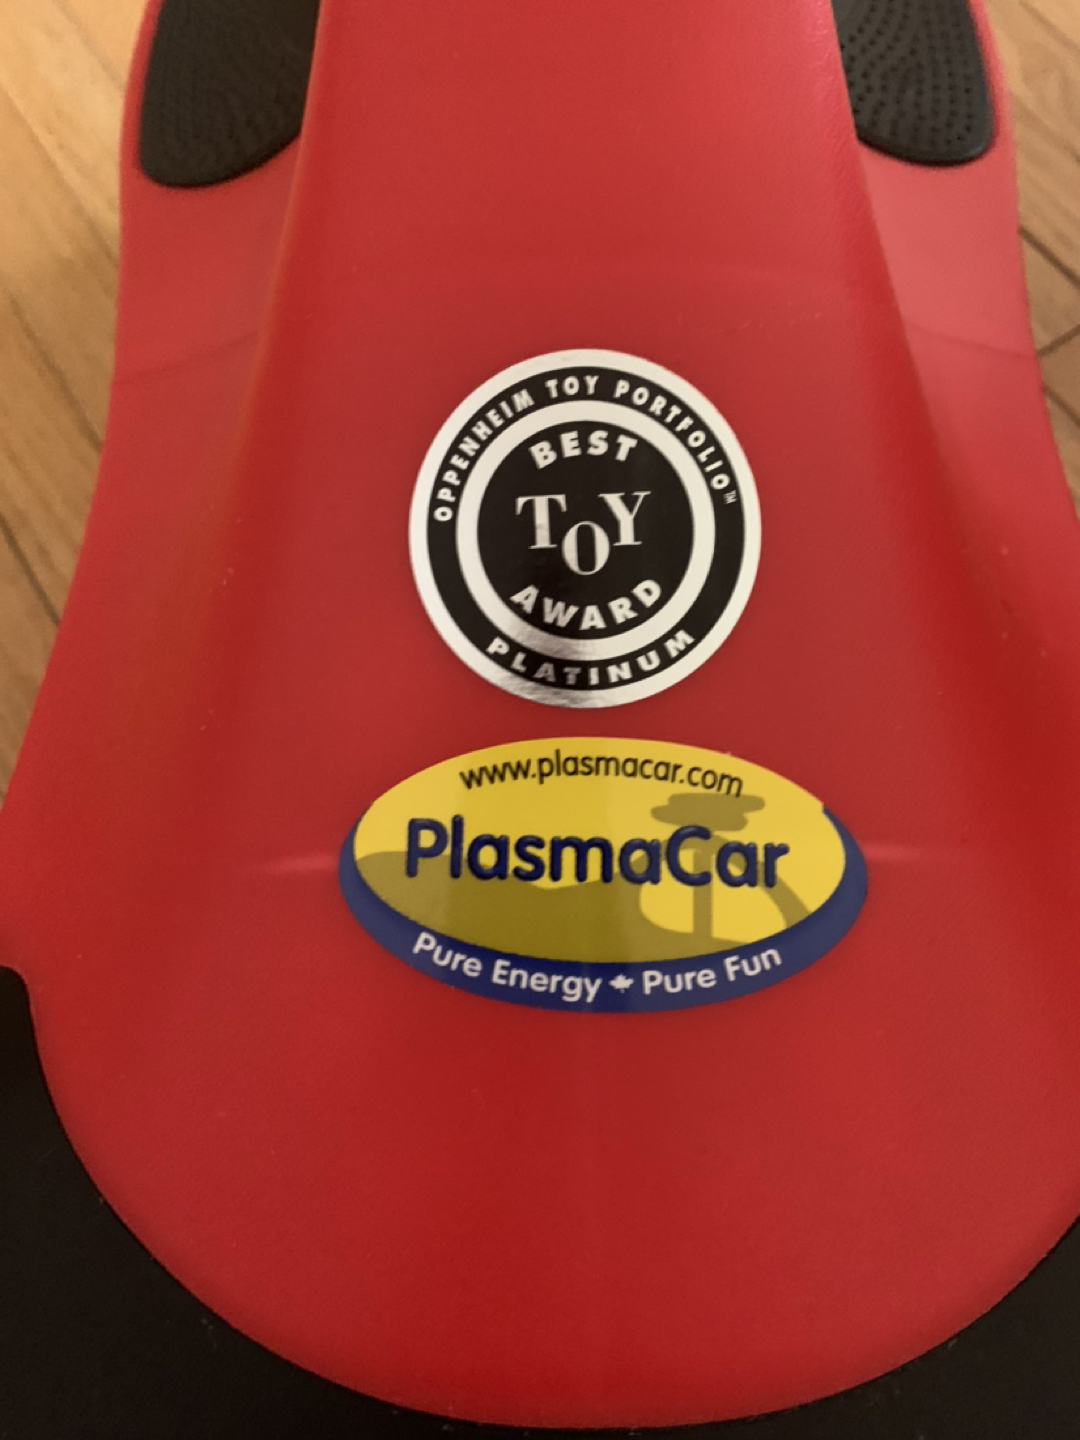 OPPENHEIM TOY PORTFOLIO™
BEST
TOY
AWARD
PLATINUM
www.plasmacar.com
PlasmaCar
Pure Energy Pure Fun